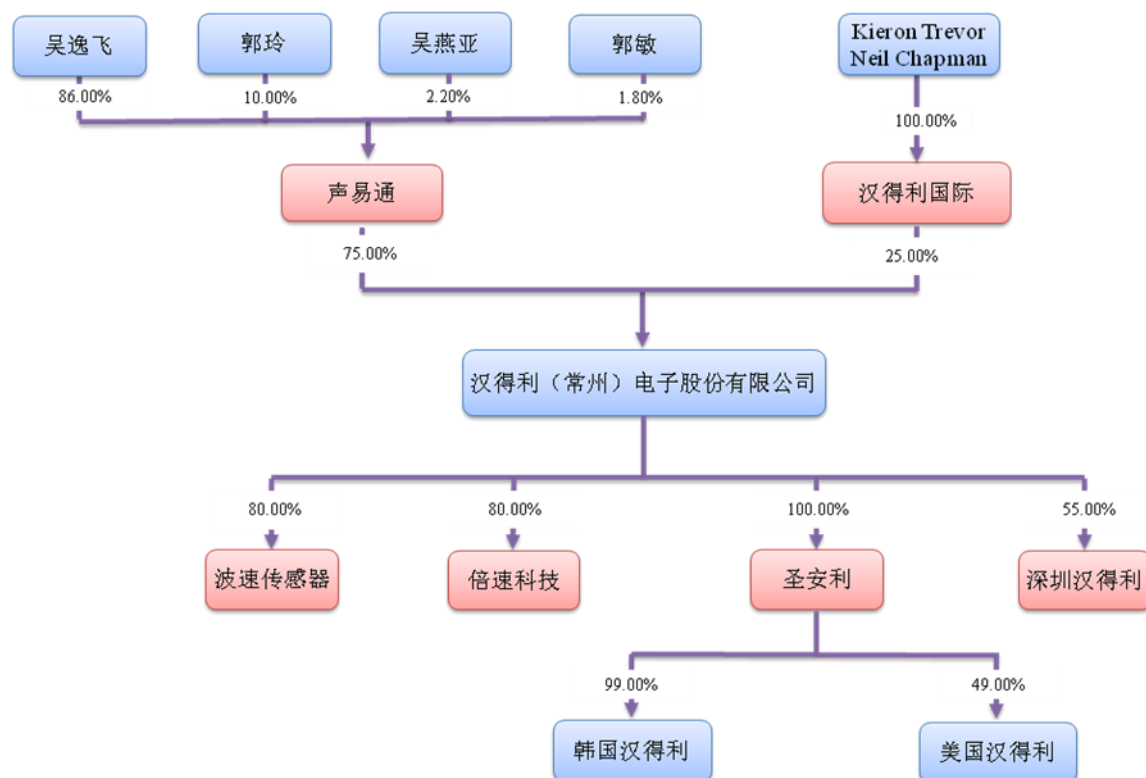 吴逸飞
郭玲
吴燕亚
郭敏
Kieron Trevor
Neil Chapman
86.00%
10.00%
2.20%
1.80%
100.00%
声易通
汉得利国际
75.00%
25.00%
汉得利（常州）电子股份有限公司
80.00%
80.00%
100.00%
55.00%
波速传感器
倍速科技
圣安利
深圳汉得利
99.00%
49.00%
韩国汉得利
美国汉得利